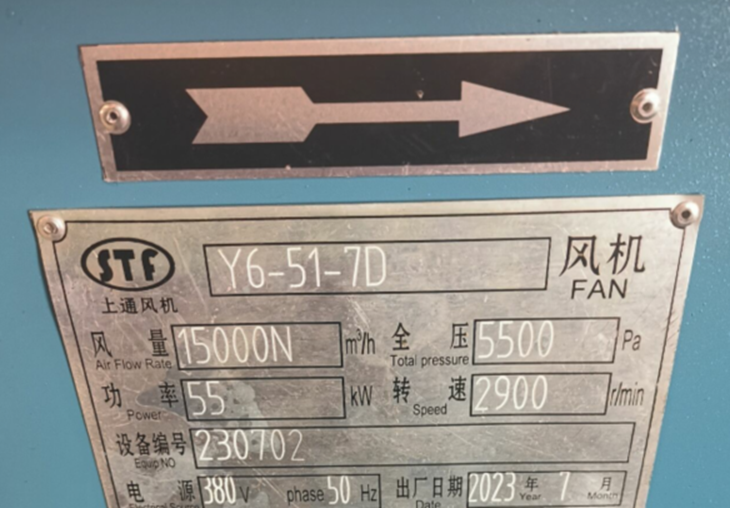 STF Y6-51-7D 风机
上通风机 FAN
风量 15000N m³/h 全压 5500 Pa
Air Flow Rate Total pressure
功率 55 kW 转速 2900 r/min
Power Speed
设备编号 230702
Equip NO
电源 380 V phase 50 Hz 出厂日期 2023 年 7 月
Electrical Source Date Year Month